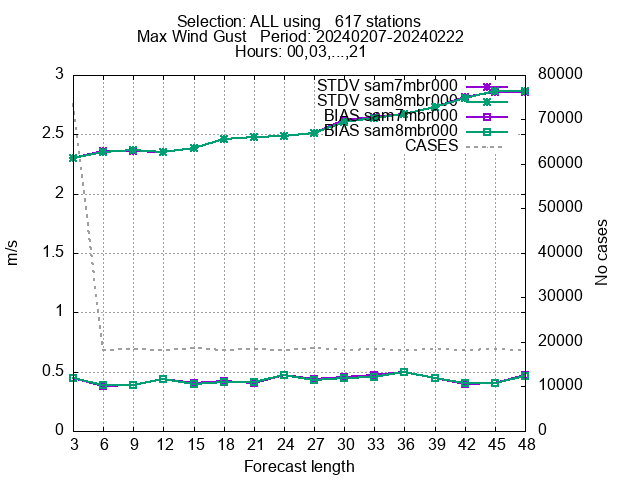 Selection: ALL using   617 stations
Max Wind Gust   Period: 20240207-20240222
Hours: 00,03,...,21
STDV sam7mbr000
STDV sam8mbr000
BIAS sam7mbr000
BIAS sam8mbr000
CASES
3
2.5
2
1.5
1
0.5
0
m/s
80000
70000
60000
50000
40000
30000
20000
10000
0
No cases
3 6 9 12 15 18 21 24 27 30 33 36 39 42 45 48
Forecast length